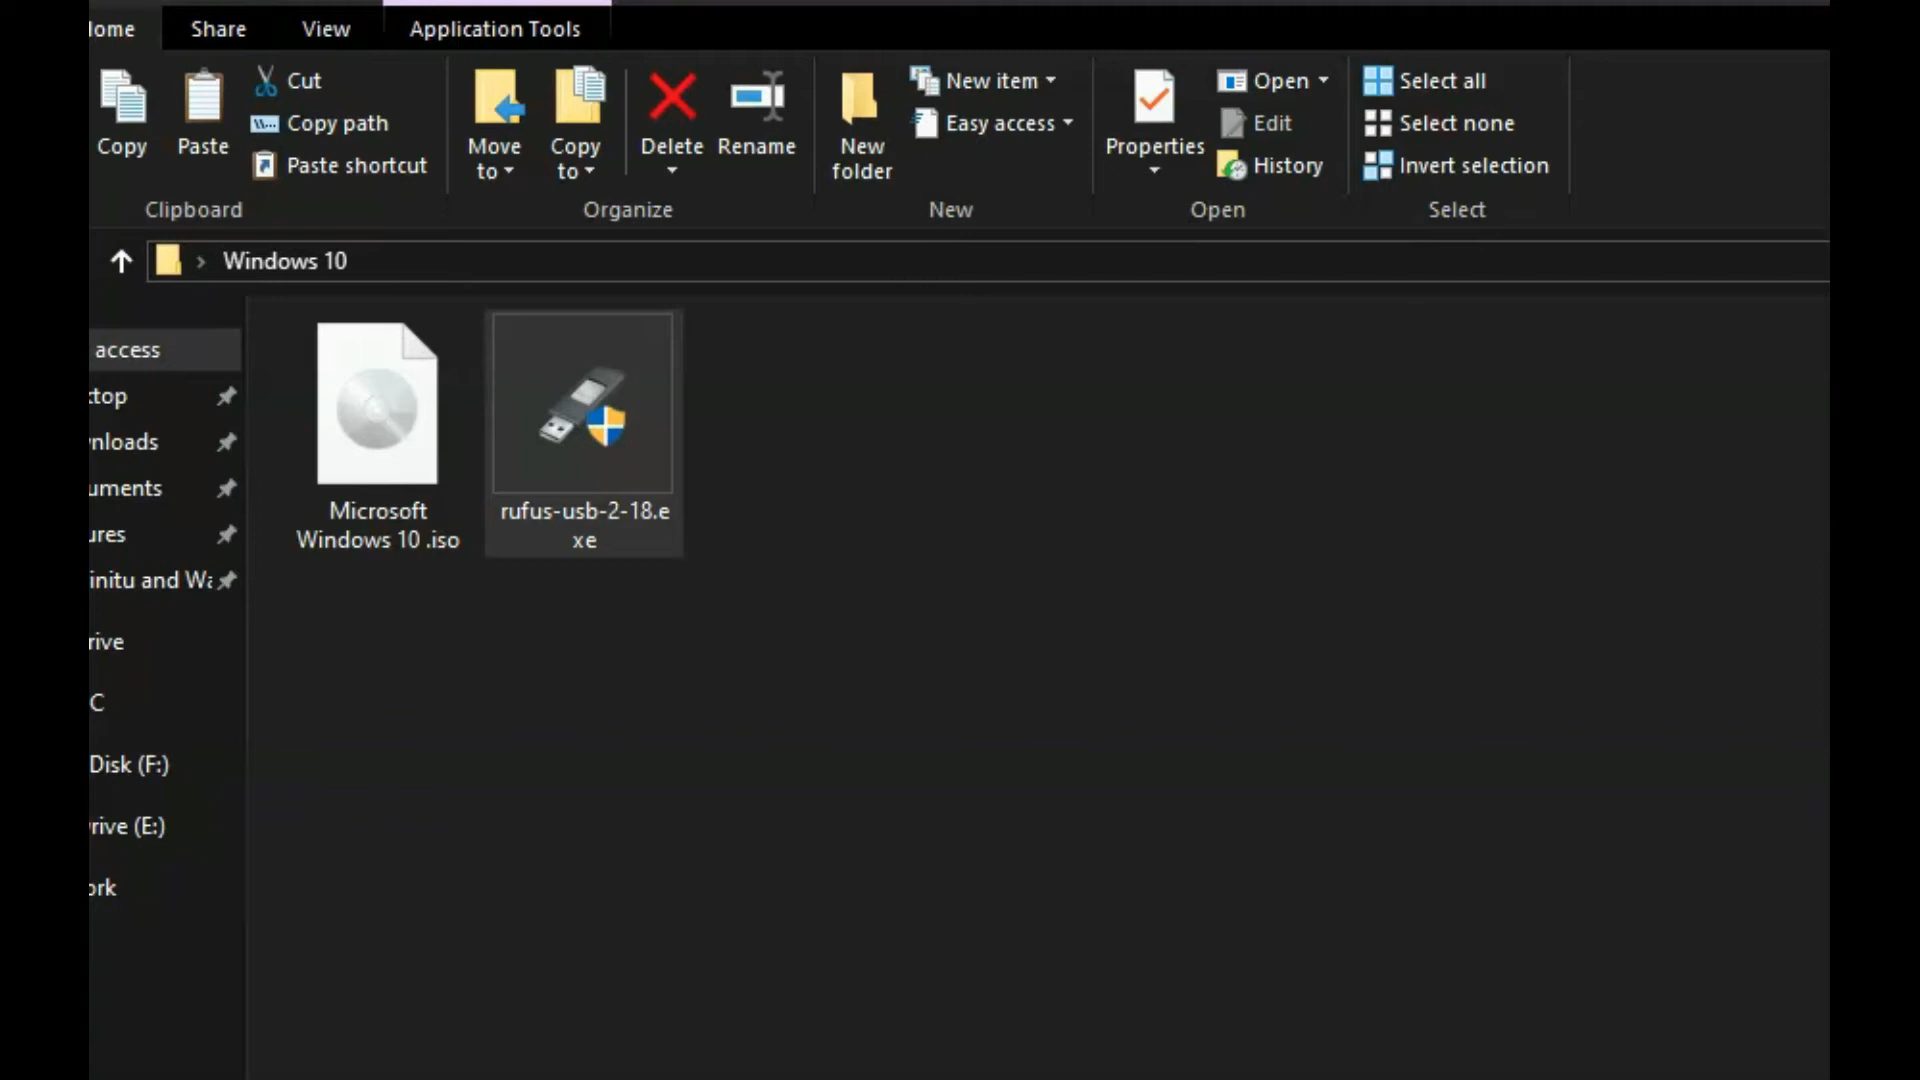 ome Share View Application Tools
Copy
Paste
Cut
Copy path
Paste shortcut
Move to
Copy to
Delete
Rename
New folder
New item
Easy access
Properties
Open
Edit
History
Select all
Select none
Invert selection
Clipboard Organize New Open Select
Windows 10
access
ktop
nloads
uments
ures
initu and Wa
rive
C
Disk (F:)
rive (E:)
ork
Microsoft
Windows 10 .iso
rufus-usb-2-18.e
xe